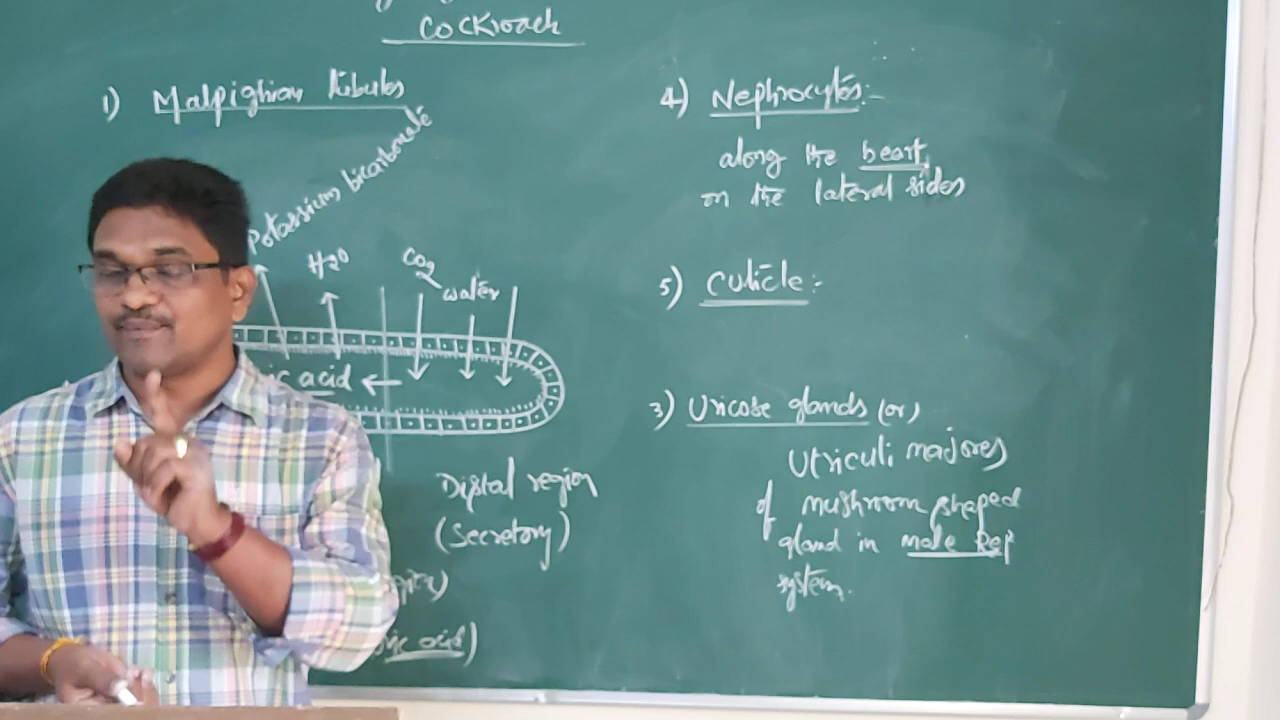 Cockroach
1) Malpighian tubules
Potassium bicarbonate
H2O
CO2
water
ic acid
Distal region
(Secretory)
ic acid)
4) Nephrocytes:-
along the heart,
on the lateral sides
5) Cuticle:-
3) Uricose glands (or)
Utriculi majores
of mushroom shaped
gland in male Rep
system.